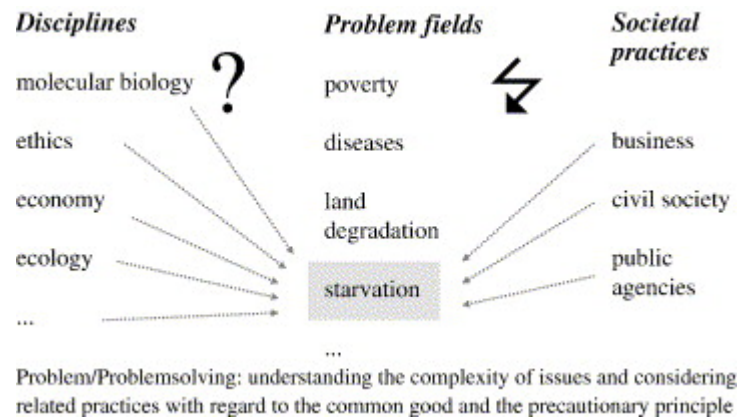 Disciplines
Problem fields
Societal
practices
molecular biology
?
poverty
ethics
diseases
business
economy
land
degradation
civil society
ecology
starvation
public
agencies
...
...
Problem/Problemsolving: understanding the complexity of issues and considering
related practices with regard to the common good and the precautionary principle